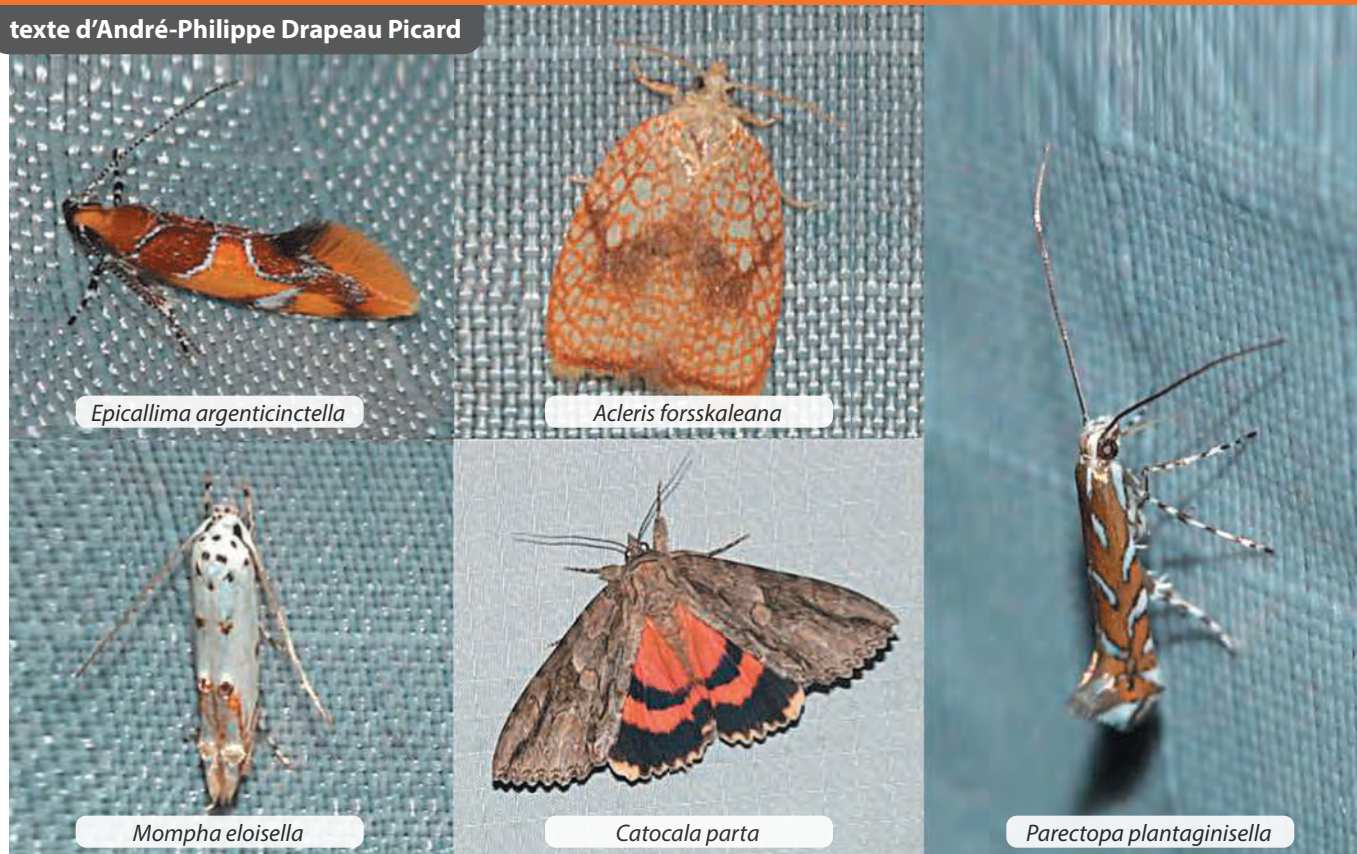 texte d’André-Philippe Drapeau Picard
Epicallima argenticinctella
Acleris forsskaleana
Mompha eloisella
Catocala parta
Parectopa plantaginisella